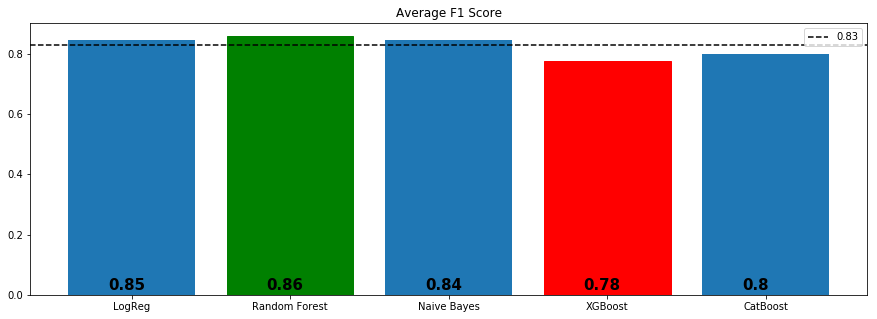 Average F1 Score
0.83
0.8
0.6
0.4
0.2
0.0
0.85 0.86 0.84 0.78 0.8
LogReg Random Forest Naive Bayes XGBoost CatBoost